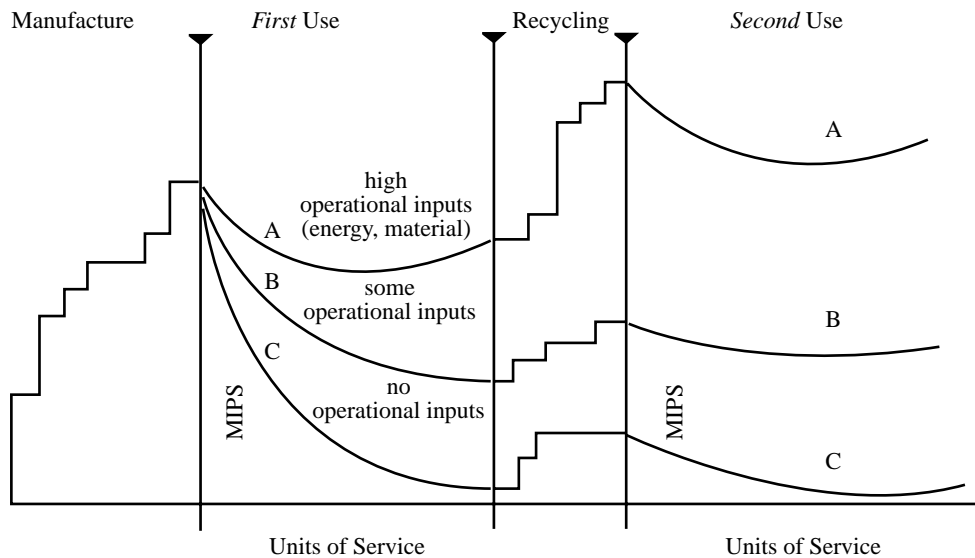 Manufacture
First Use
Recycling
Second Use
A
high
operational inputs
(energy, material)
A
B
some
operational inputs
B
C
no
operational inputs
MIPS
MIPS
C
Units of Service
Units of Service